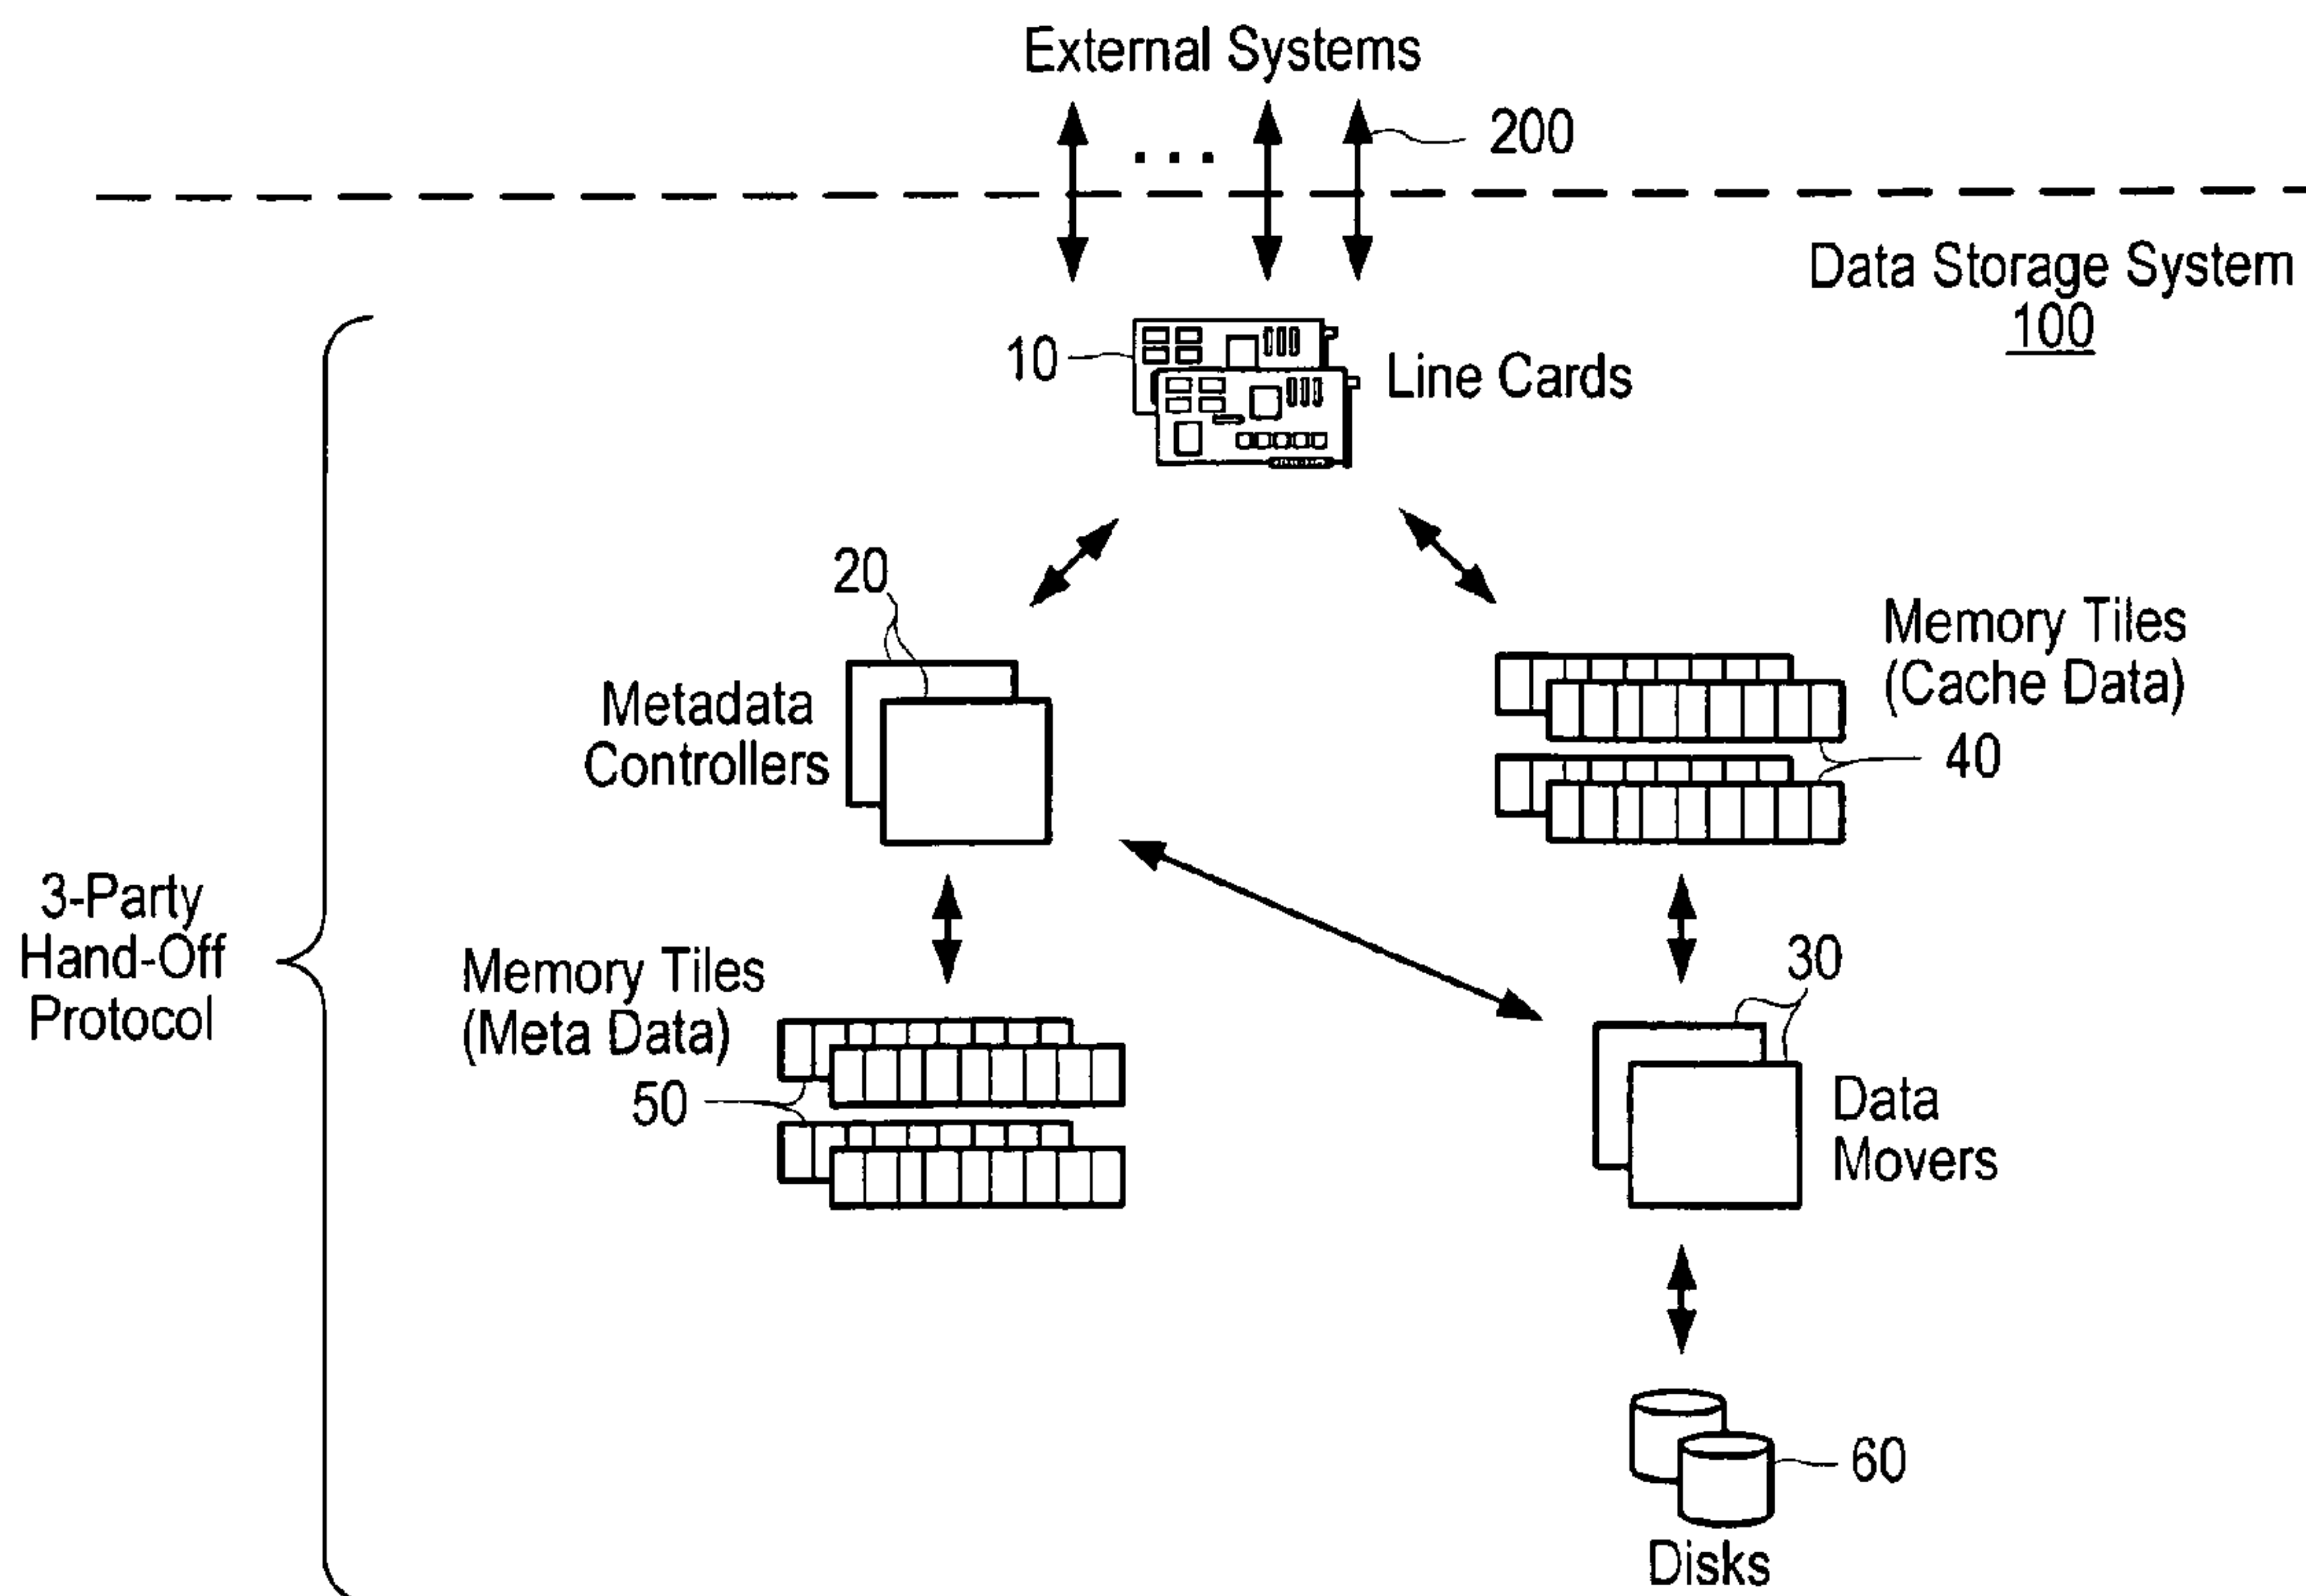 External Systems
200
Data Storage System
100
10
Line Cards
20
Metadata
Controllers
Memory Tiles
(Cache Data)
40
3-Party
Hand-Off
Protocol
Memory Tiles
(Meta Data)
50
30
Data
Movers
60
Disks